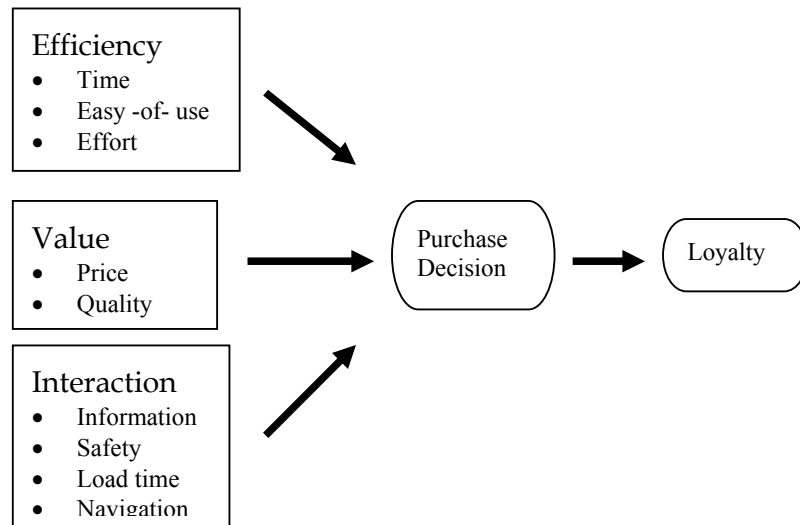 Efficiency
• Time
• Easy -of- use
• Effort
Value
• Price
• Quality
Interaction
• Information
• Safety
• Load time
• Navigation
Purchase
Decision
Loyalty